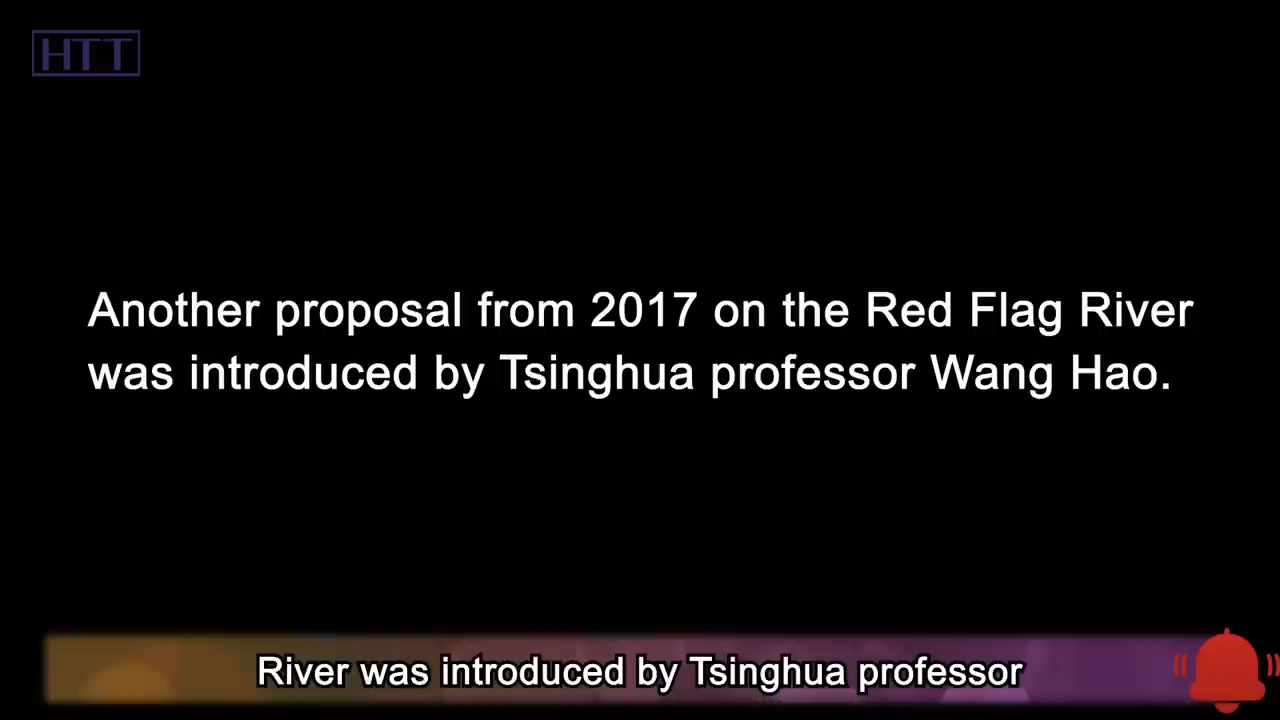 HTT
Another proposal from 2017 on the Red Flag River
was introduced by Tsinghua professor Wang Hao.
River was introduced by Tsinghua professor